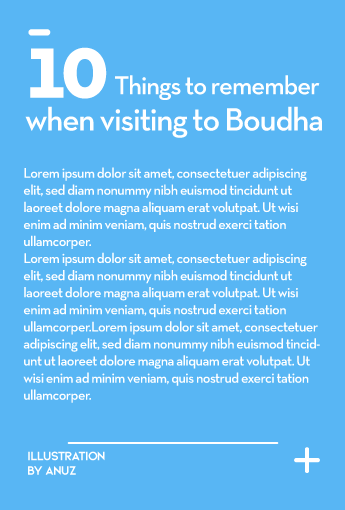 10 Things to remember
when visiting to Boudha
Lorem ipsum dolor sit amet, consectetuer adipiscing
elit, sed diam nonummy nibh euismod tincidunt ut
laoreet dolore magna aliquam erat volutpat. Ut wisi
enim ad minim veniam, quis nostrud exerci tation
ullamcorper.
Lorem ipsum dolor sit amet, consectetuer adipiscing
elit, sed diam nonummy nibh euismod tincidunt ut
laoreet dolore magna aliquam erat volutpat. Ut wisi
enim ad minim veniam, quis nostrud exerci tation
ullamcorper.Lorem ipsum dolor sit amet, consectetuer
adipiscing elit, sed diam nonummy nibh euismod tincid-
unt ut laoreet dolore magna aliquam erat volutpat. Ut
wisi enim ad minim veniam, quis nostrud exerci tation
ullamcorper.
ILLUSTRATION
BY ANUZ